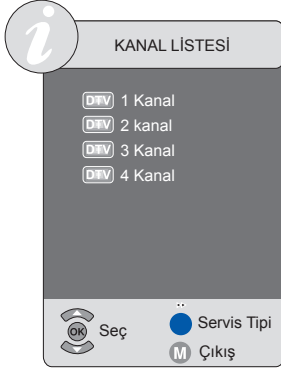 i
KANAL LİSTESİ
DTV 1 Kanal
DTV 2 kanal
DTV 3 Kanal
DTV 4 Kanal
OK Seç
Servis Tipi
M Çıkış